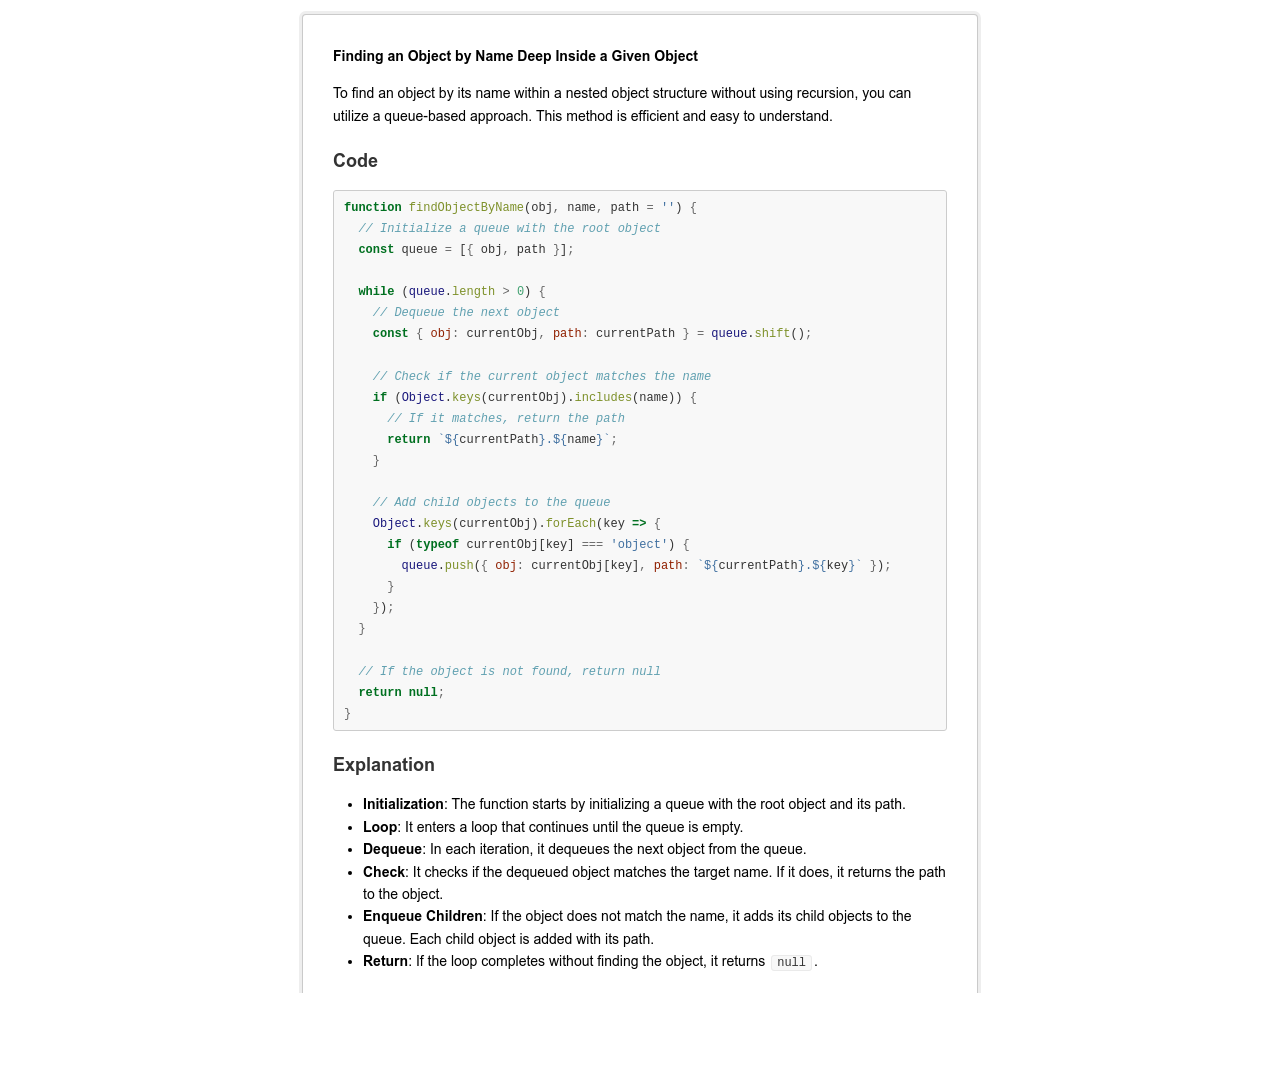 Finding an Object by Name Deep Inside a Given Object
To find an object by its name within a nested object structure without using recursion, you can
utilize a queue-based approach. This method is efficient and easy to understand.
Code
function findObjectByName(obj, name, path = '') {
  // Initialize a queue with the root object
  const queue = [{ obj, path }];

  while (queue.length > 0) {
    // Dequeue the next object
    const { obj: currentObj, path: currentPath } = queue.shift();

    // Check if the current object matches the name
    if (Object.keys(currentObj).includes(name)) {
      // If it matches, return the path
      return `${currentPath}.${name}`;
    }

    // Add child objects to the queue
    Object.keys(currentObj).forEach(key => {
      if (typeof currentObj[key] === 'object') {
        queue.push({ obj: currentObj[key], path: `${currentPath}.${key}` });
      }
    });
  }

  // If the object is not found, return null
  return null;
}
Explanation
• Initialization: The function starts by initializing a queue with the root object and its path.
• Loop: It enters a loop that continues until the queue is empty.
• Dequeue: In each iteration, it dequeues the next object from the queue.
• Check: It checks if the dequeued object matches the target name. If it does, it returns the path
to the object.
• Enqueue Children: If the object does not match the name, it adds its child objects to the
queue. Each child object is added with its path.
• Return: If the loop completes without finding the object, it returns null.